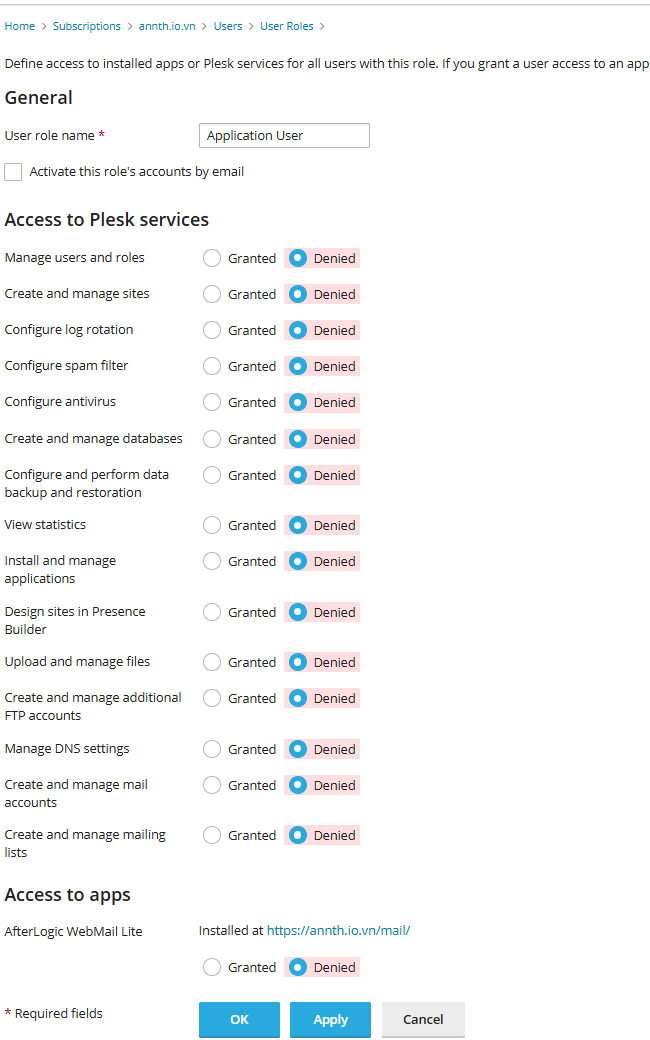 Home > Subscriptions > annth.io.vn > Users > User Roles >
Define access to installed apps or Plesk services for all users with this role. If you grant a user access to an app
General
User role name *
Application User
Activate this role's accounts by email
Access to Plesk services
Manage users and roles Granted Denied
Create and manage sites Granted Denied
Configure log rotation Granted Denied
Configure spam filter Granted Denied
Configure antivirus Granted Denied
Create and manage databases Granted Denied
Configure and perform data Granted Denied
backup and restoration
View statistics Granted Denied
Install and manage Granted Denied
applications
Design sites in Presence Granted Denied
Builder
Upload and manage files Granted Denied
Create and manage additional Granted Denied
FTP accounts
Manage DNS settings Granted Denied
Create and manage mail Granted Denied
accounts
Create and manage mailing Granted Denied
lists
Access to apps
AfterLogic WebMail Lite Installed at https://annth.io.vn/mail/
Granted Denied
* Required fields OK Apply Cancel